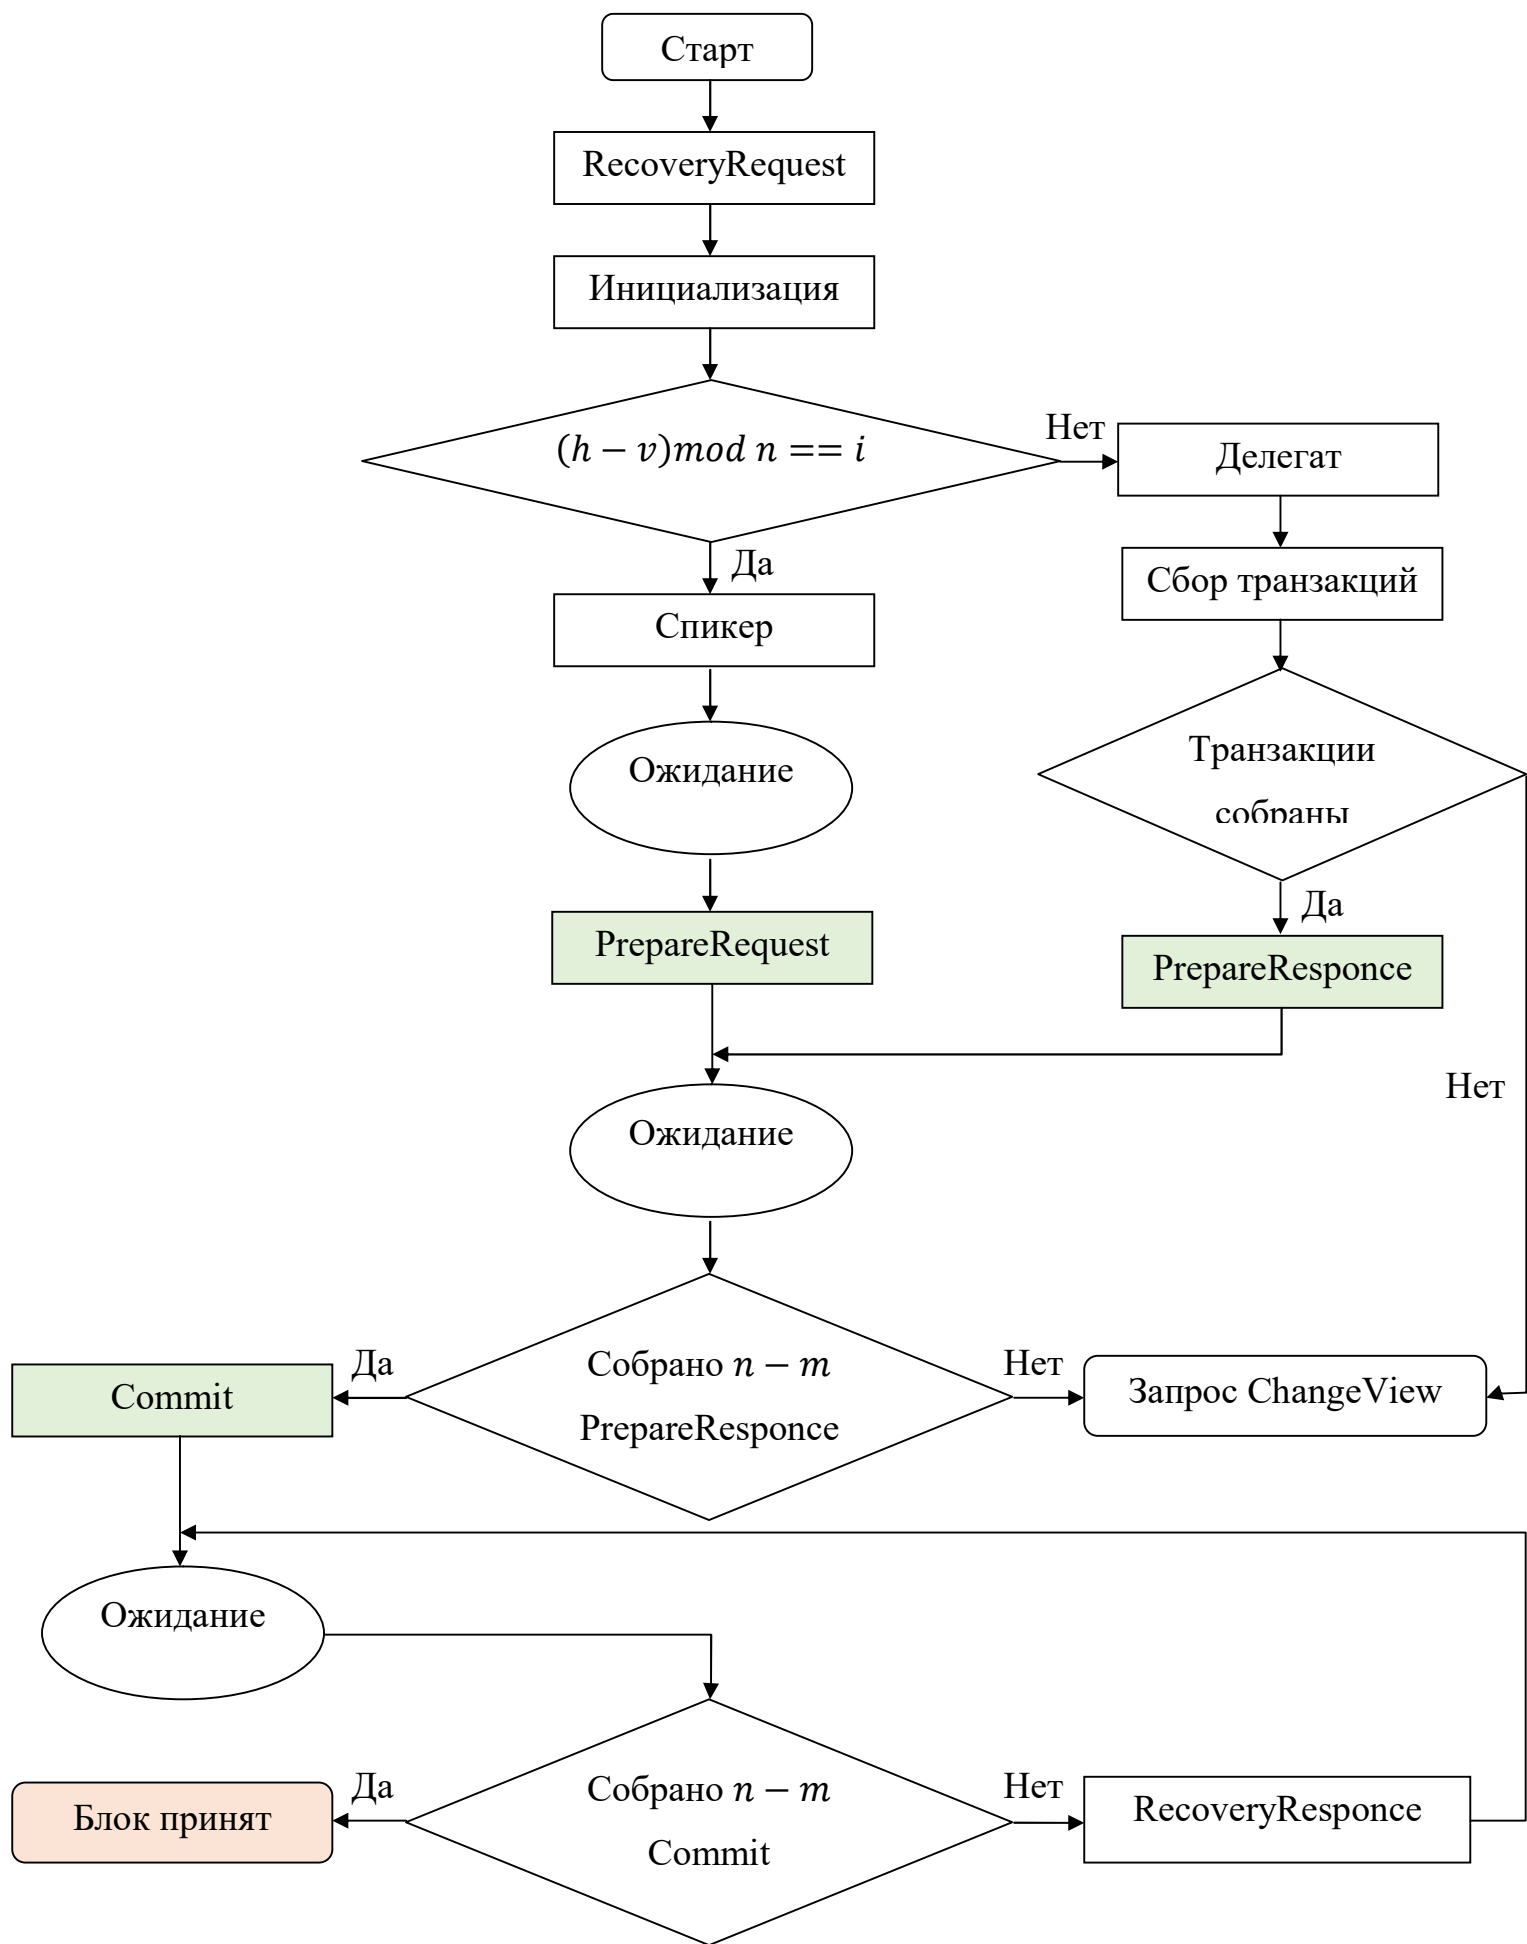 Старт
RecoveryRequest
Инициализация
(h − v)mod n == i
Нет
Делегат
Да
Сбор транзакций
Спикер
Транзакции
собраны
Ожидание
Да
PrepareRequest
PrepareResponce
Нет
Ожидание
Собрано n − m
PrepareResponce
Да
Нет
Commit
Запрос ChangeView
Ожидание
Собрано n − m
Commit
Да
Нет
Блок принят
RecoveryResponce